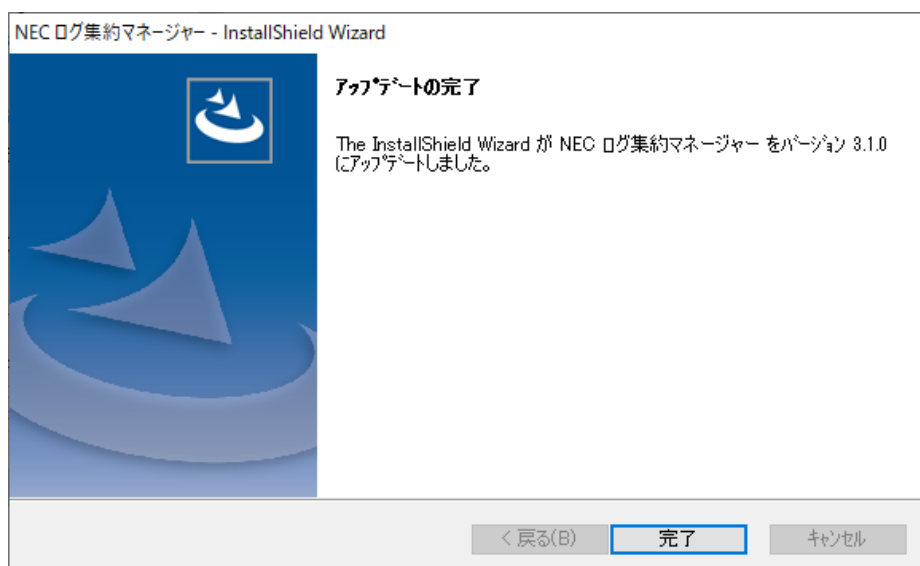 NEC ログ集約マネージャー - InstallShield Wizard
ｱｯﾌﾟﾃﾞｰﾄの完了
The InstallShield Wizard が NEC ログ集約マネージャー をﾊﾞｰｼﾞｮﾝ 3.1.0
にｱｯﾌﾟﾃﾞｰﾄしました。
< 戻る(B)
完了
ｷｬﾝｾﾙ